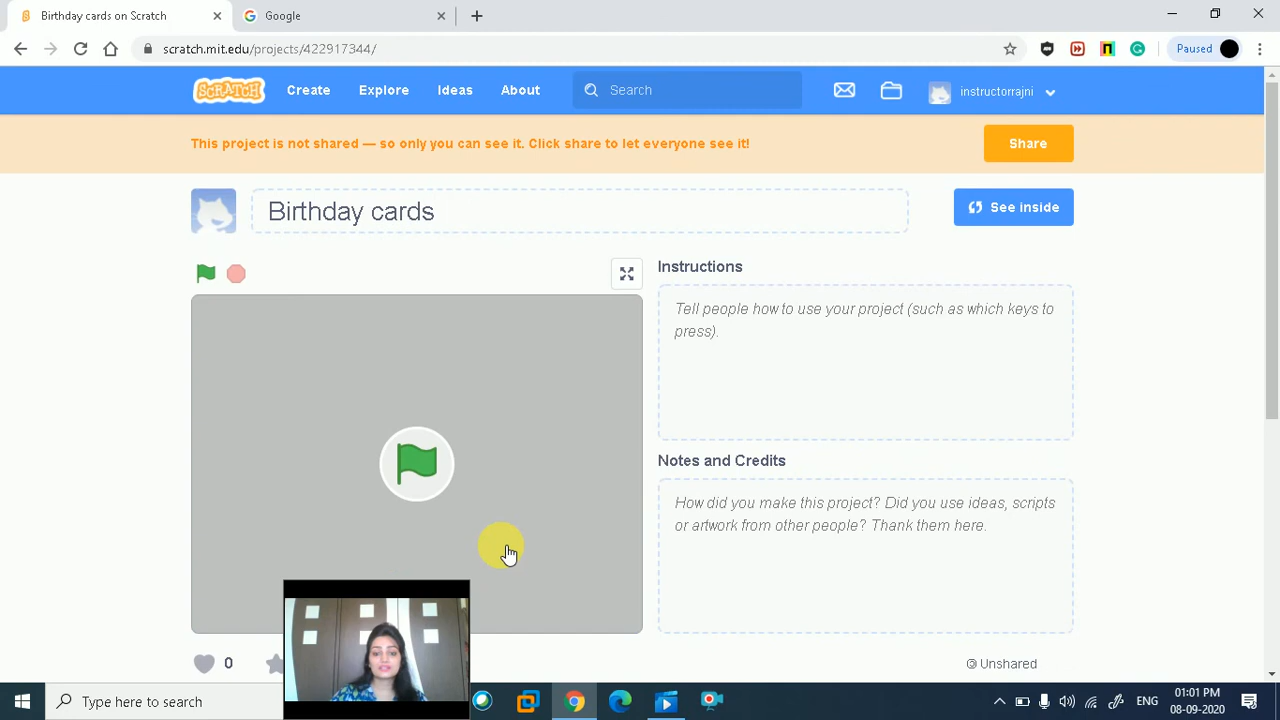 Birthday cards on Scratch
Google
scratch.mit.edu/projects/422917344/
Paused
SCRATCH
Create
Explore
Ideas
About
Search
instructorrajni
This project is not shared — so only you can see it. Click share to let everyone see it!
Share
Birthday cards
See inside
Instructions
Tell people how to use your project (such as which keys to
press).
Notes and Credits
How did you make this project? Did you use ideas, scripts
or artwork from other people? Thank them here.
0
Unshared
Type here to search
ENG
01:01 PM
08-09-2020